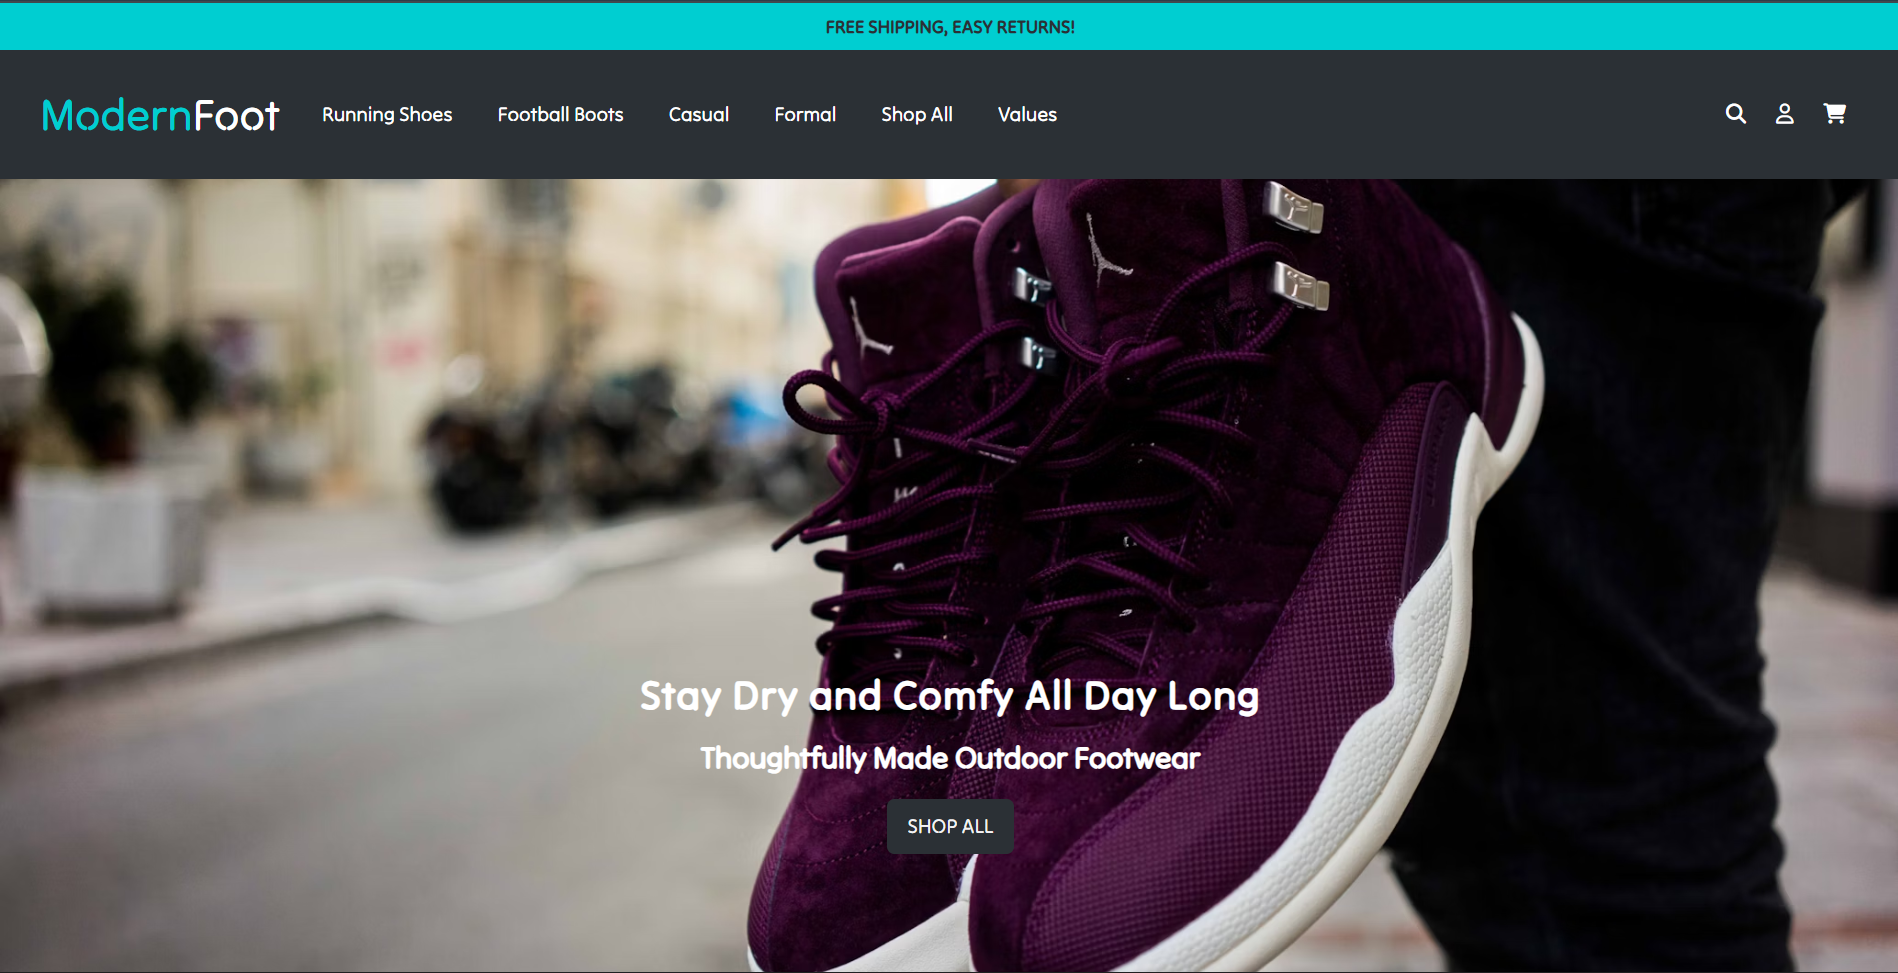 FREE SHIPPING, EASY RETURNS!
ModernFoot
Running Shoes
Football Boots
Casual
Formal
Shop All
Values
Stay Dry and Comfy All Day Long
Thoughtfully Made Outdoor Footwear
SHOP ALL